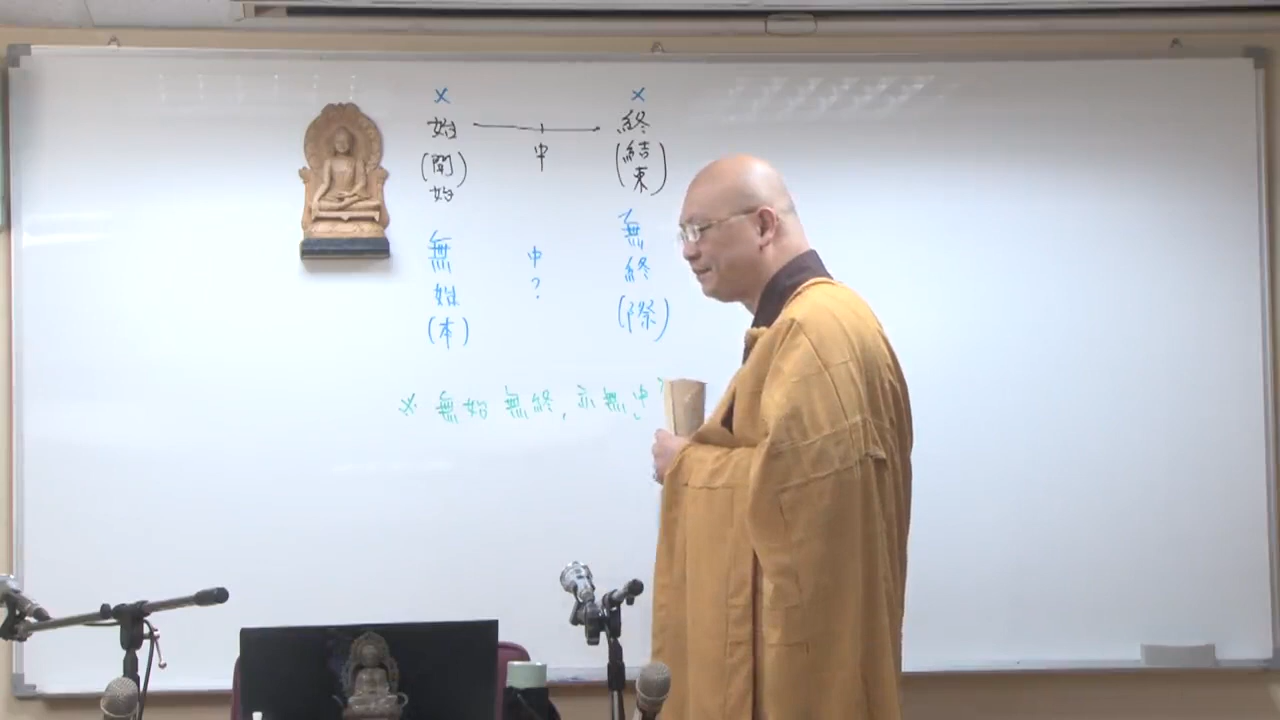 × ×
始 中 終
(開始) (結束)
無始(本) 中? 無終(際)
※ 無始無終,亦無中